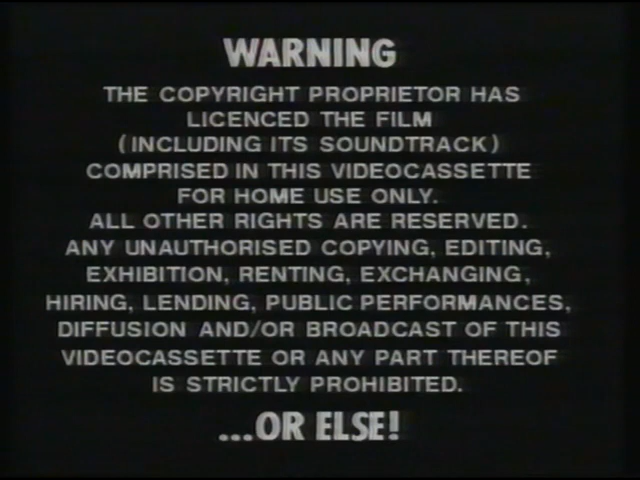 WARNING
THE COPYRIGHT PROPRIETOR HAS
LICENCED THE FILM
(INCLUDING ITS SOUNDTRACK)
COMPRISED IN THIS VIDEOCASSETTE
FOR HOME USE ONLY.
ALL OTHER RIGHTS ARE RESERVED.
ANY UNAUTHORISED COPYING, EDITING,
EXHIBITION, RENTING, EXCHANGING,
HIRING, LENDING, PUBLIC PERFORMANCES,
DIFFUSION AND/OR BROADCAST OF THIS
VIDEOCASSETTE OR ANY PART THEREOF
IS STRICTLY PROHIBITED.
...OR ELSE!